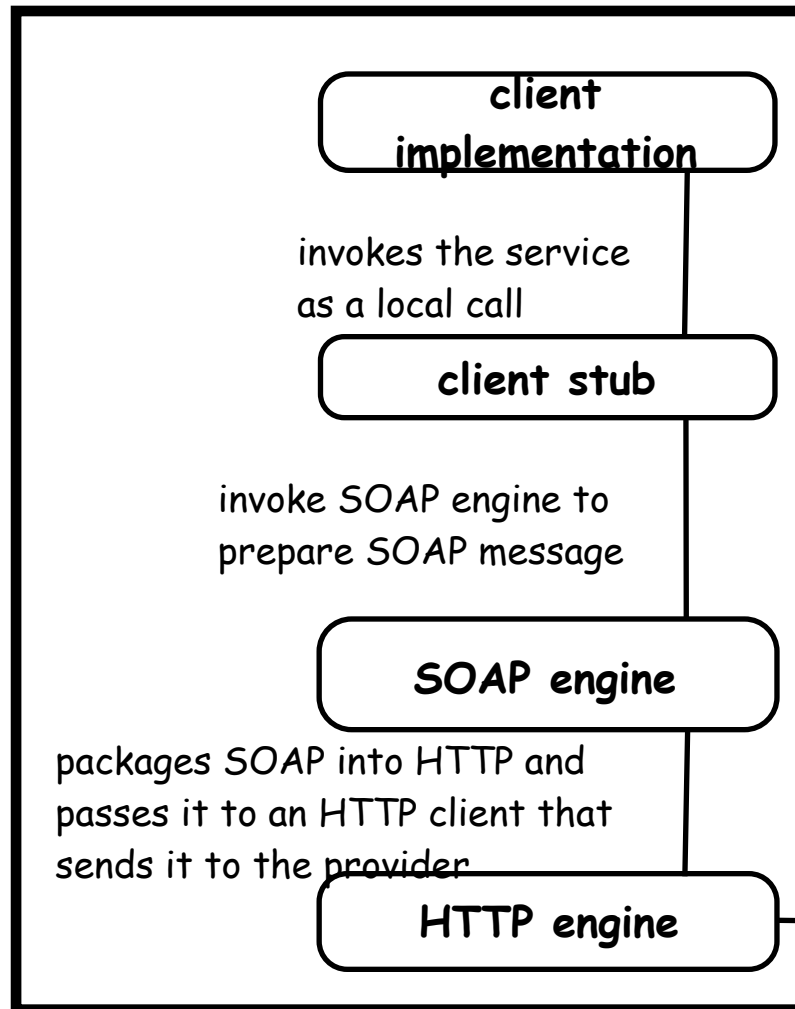 client
implementation
invokes the service
as a local call
client stub
invoke SOAP engine to
prepare SOAP message
SOAP engine
packages SOAP into HTTP and
passes it to an HTTP client that
sends it to the provider
HTTP engine